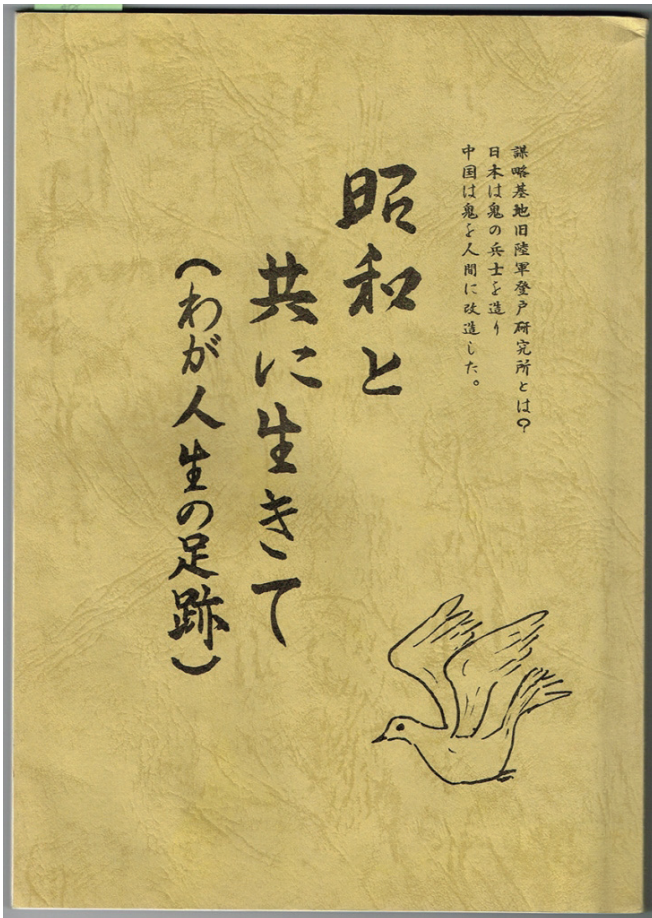 謀略基地旧陸軍登戸研究所とは?
日本は鬼の兵士を造り
中国は鬼を人間に改造した。
昭和と
共に生きて
(わが人生の足跡)